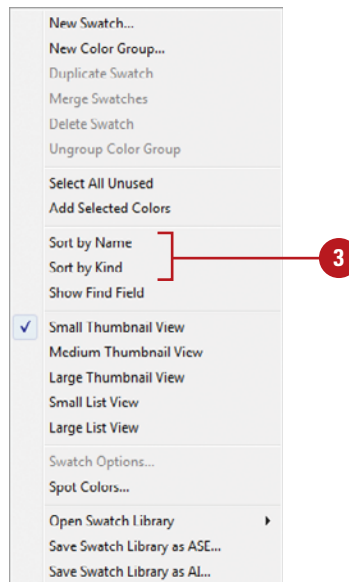 New Swatch...
New Color Group...
Duplicate Swatch
Merge Swatches
Delete Swatch
Ungroup Color Group
Select All Unused
Add Selected Colors
Sort by Name
Sort by Kind
3
Show Find Field
Small Thumbnail View
Medium Thumbnail View
Large Thumbnail View
Small List View
Large List View
Swatch Options...
Spot Colors...
Open Swatch Library
Save Swatch Library as ASE...
Save Swatch Library as AI...